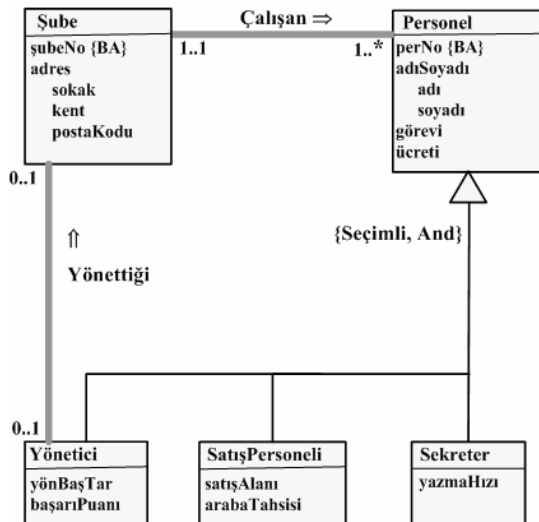 Şube
şubeNo {BA}
adres
sokak
kent
postaKodu
Çalışan ⇒
1..1
1..*
Personel
perNo {BA}
adıSoyadı
adı
soyadı
görevi
ücreti
0..1
⇑
Yönettiği
{Seçimli, And}
0..1
Yönetici
yönBaşTar
başarıPuanı
SatışPersoneli
satışAlanı
arabaTahsisi
Sekreter
yazmaHızı